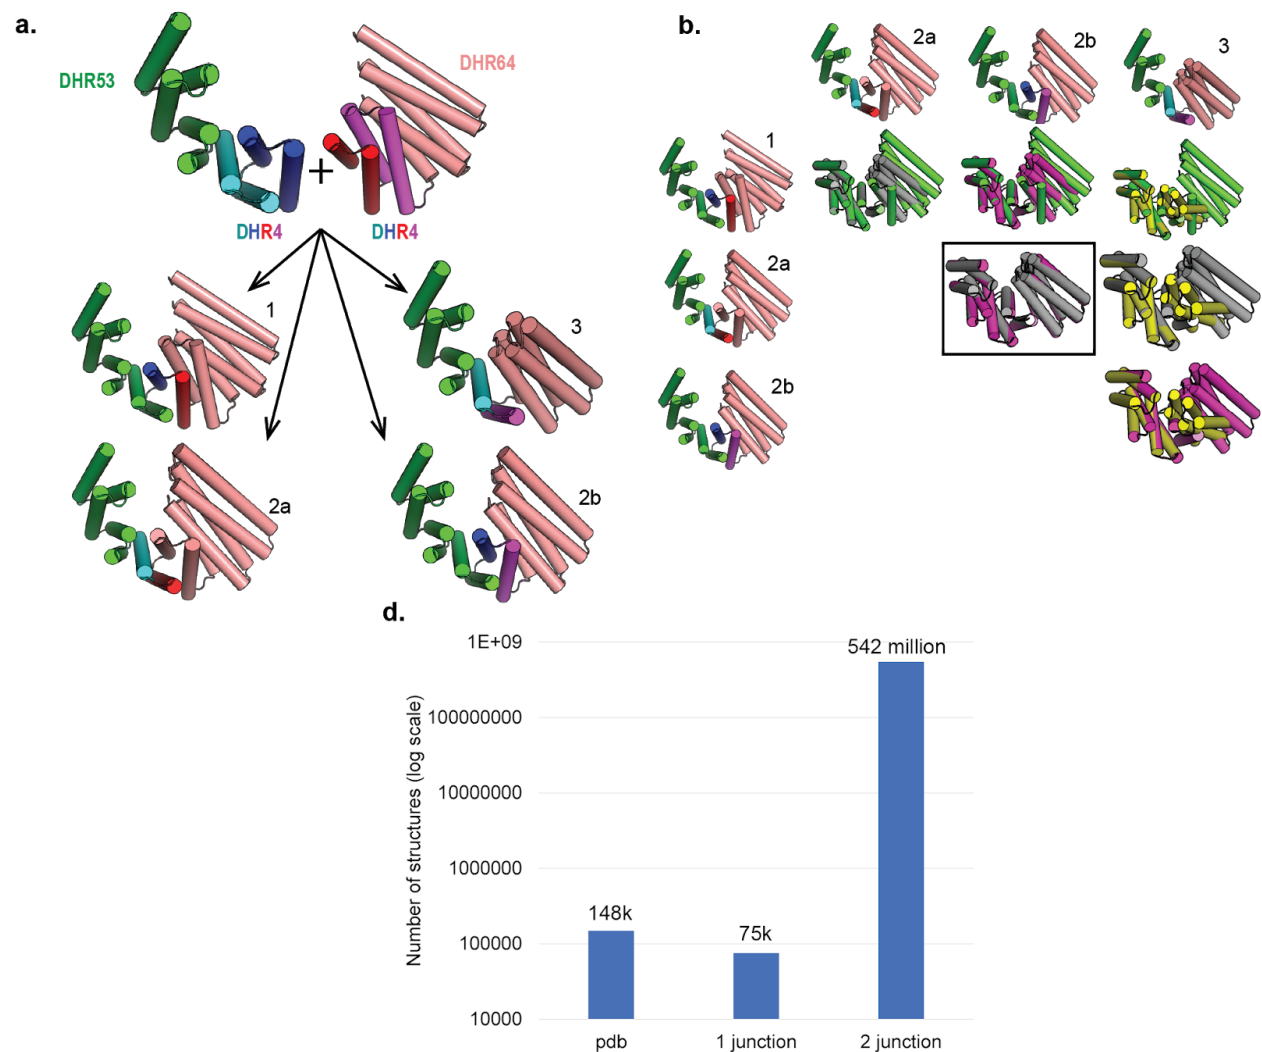 a.
DHR53
DHR64
+
DHR4
DHR4
1
3
2a
2b
b.
2a
2b
3
1
2a
2b
d.
Number of structures (log scale)
1E+09
100000000
10000000
1000000
100000
10000
148k
75k
542 million
pdb
1 junction
2 junction